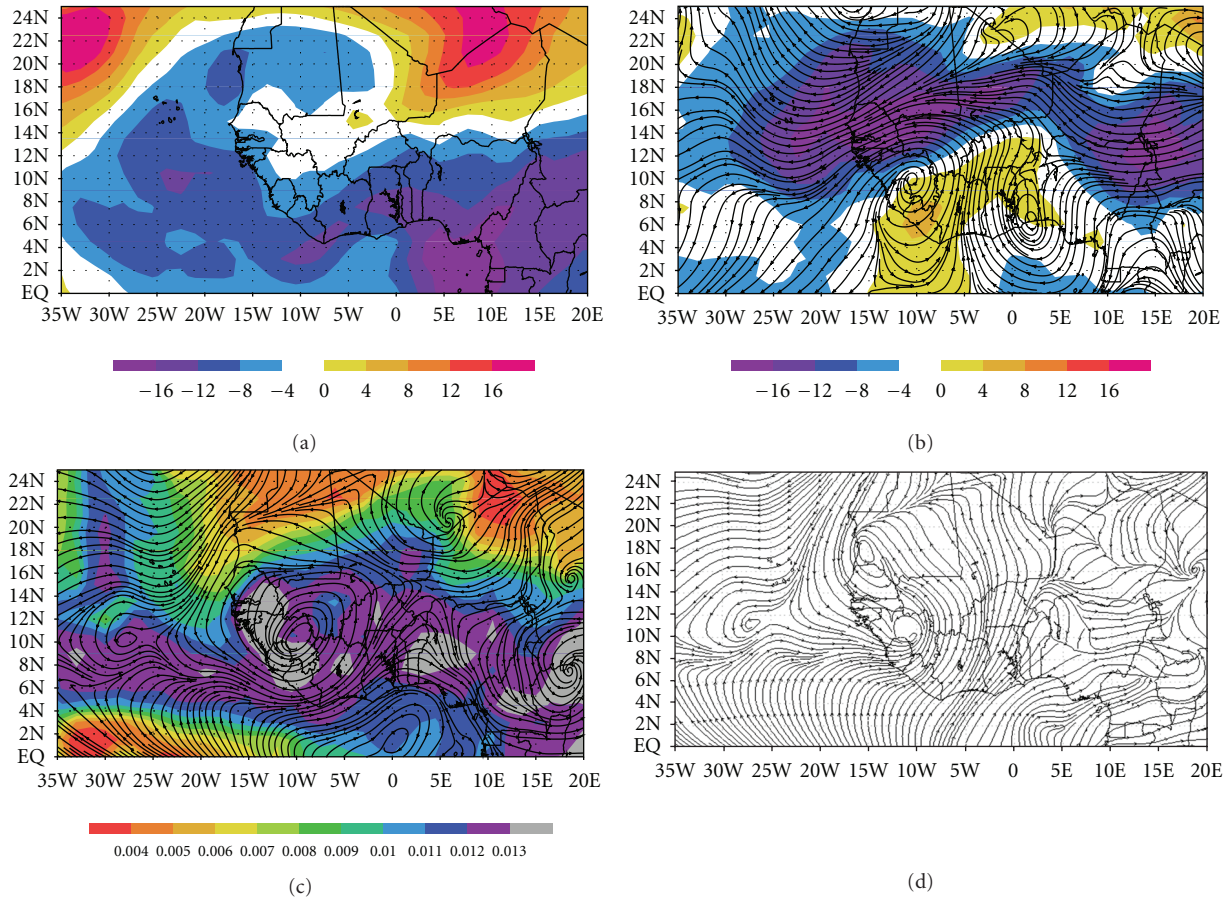 24N
22N
20N
18N
16N
14N
12N
10N
8N
6N
4N
2N
EQ
35W 30W 25W 20W 15W 10W 5W 0 5E 10E 15E 20E
−16 −12 −8 −4 0 4 8 12 16
(a)
24N
22N
20N
18N
16N
14N
12N
10N
8N
6N
4N
2N
EQ
35W 30W 25W 20W 15W 10W 5W 0 5E 10E 15E 20E
−16 −12 −8 −4 0 4 8 12 16
(b)
24N
22N
20N
18N
16N
14N
12N
10N
8N
6N
4N
2N
EQ
35W 30W 25W 20W 15W 10W 5W 0 5E 10E 15E 20E
0.004 0.005 0.006 0.007 0.008 0.009 0.01 0.011 0.012 0.013
(c)
24N
22N
20N
18N
16N
14N
12N
10N
8N
6N
4N
2N
EQ
35W 30W 25W 20W 15W 10W 5W 0 5E 10E 15E 20E
(d)